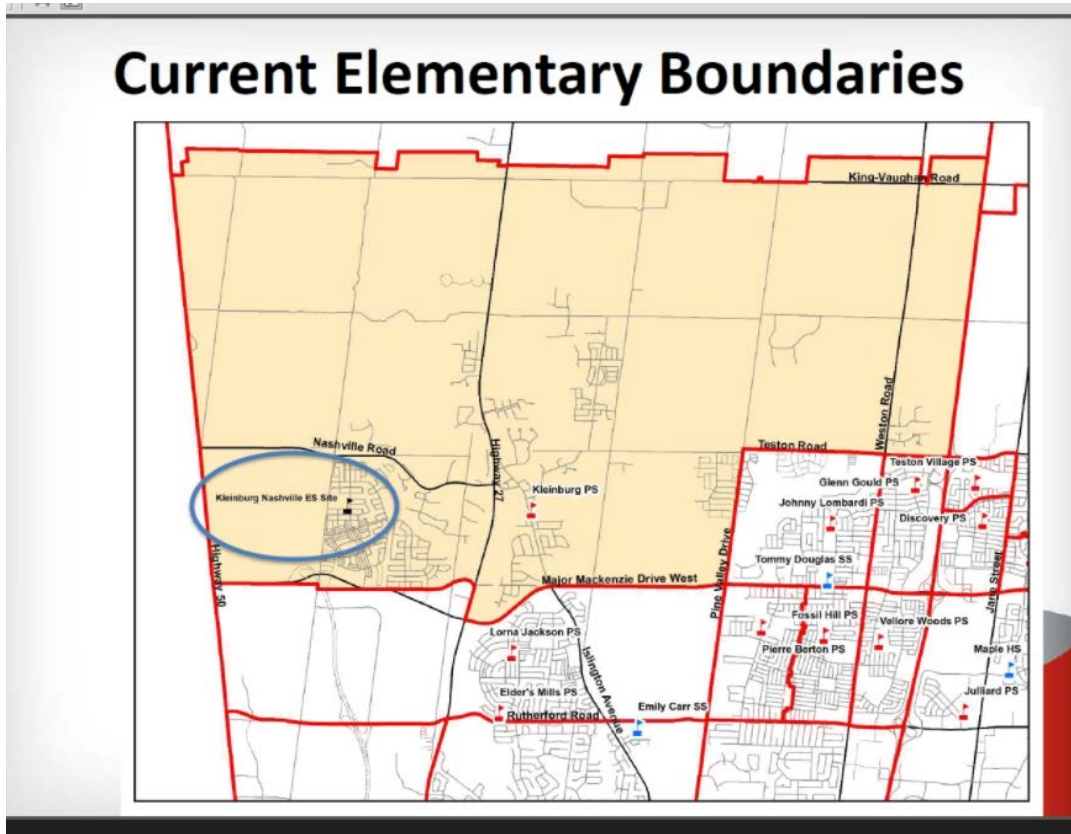 Current Elementary Boundaries
King-Vaughan Road
Weston Road
Nashville Road
Highway 27
Teston Road
Teston Village PS
Glenn Gould PS
Kleinburg Nashville ES Site
Kleinburg PS
Johnny Lombardi PS
Discovery PS
Highway 50
Tommy Douglas SS
Major Mackenzie Drive West
Pine Valley Drive
Jane Street
Fossil Hill PS
Vellore Woods PS
Lorna Jackson PS
Pierre Berton PS
Maple HS
Islington Avenue
Elder's Mills PS
Julliard PS
Emily Carr SS
Rutherford Road